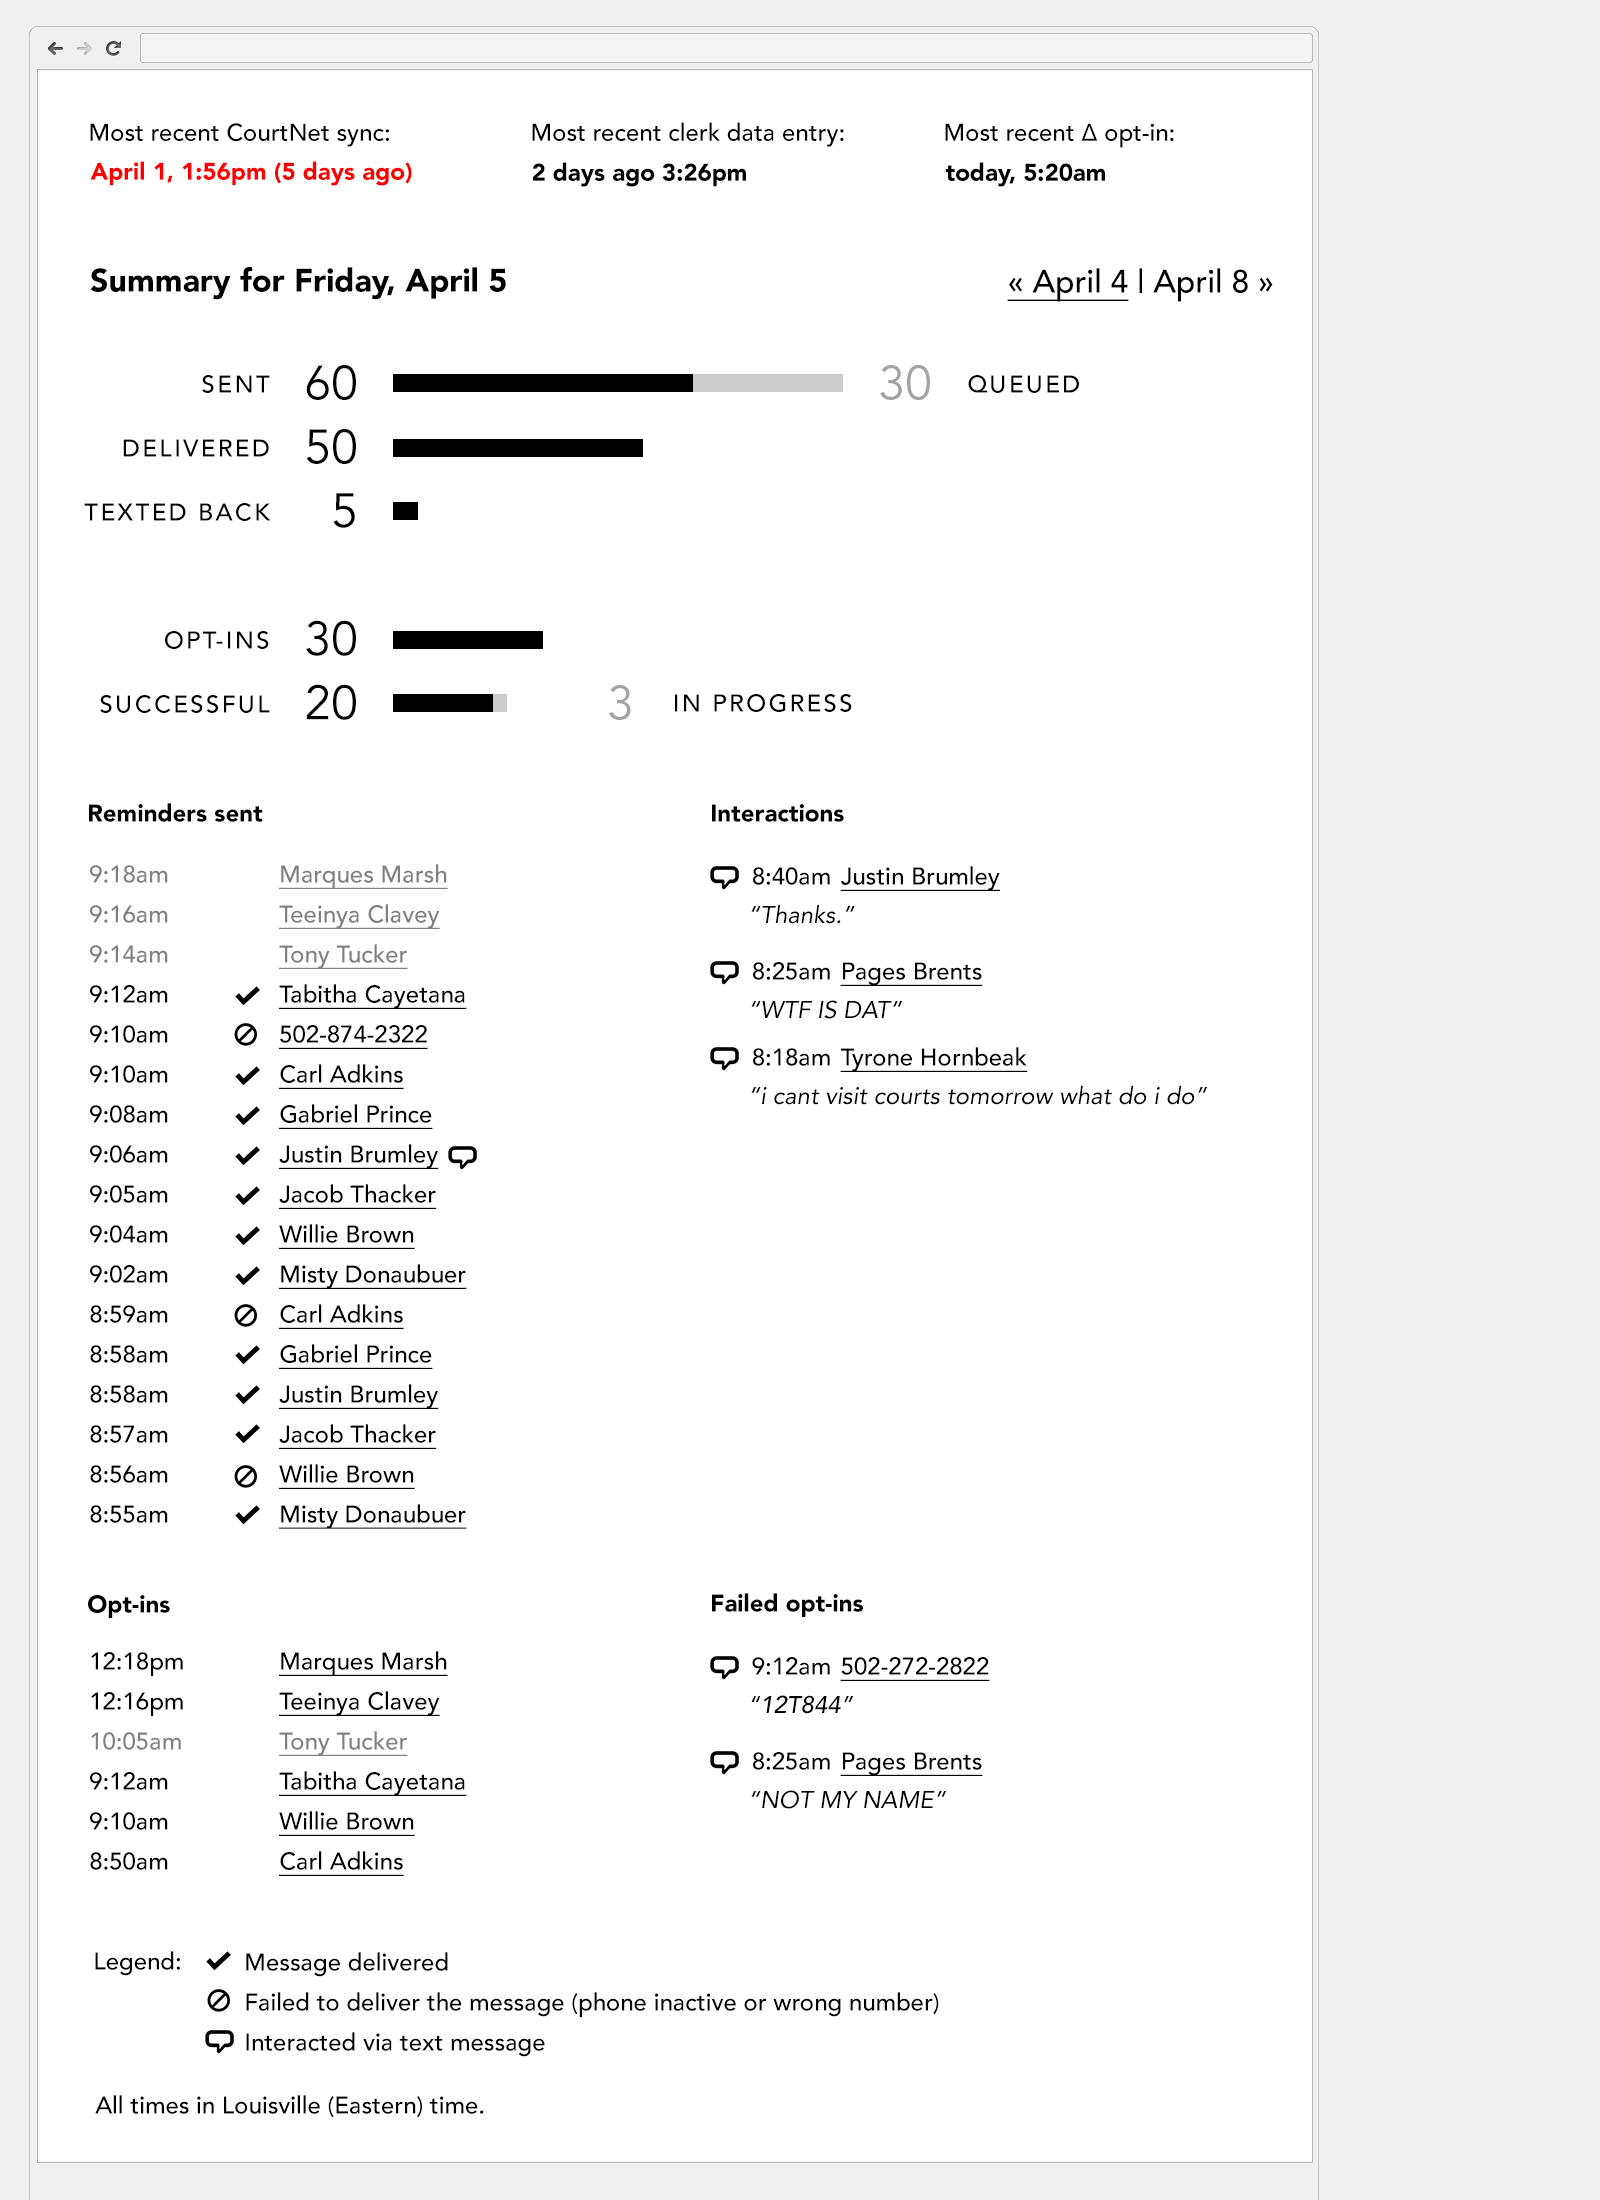 Most recent CourtNet sync:
April 1, 1:56pm (5 days ago)
Most recent clerk data entry:
2 days ago 3:26pm
Most recent Δ opt-in:
today, 5:20am
Summary for Friday, April 5
« April 4 | April 8 »
SENT 60 30 QUEUED
DELIVERED 50
TEXTED BACK 5
OPT-INS 30
SUCCESSFUL 20 3 IN PROGRESS
Reminders sent
9:18am Marques Marsh
9:16am Teeinya Clavey
9:14am Tony Tucker
9:12am Tabitha Cayetana
9:10am 502-874-2322
9:10am Carl Adkins
9:08am Gabriel Prince
9:06am Justin Brumley
9:05am Jacob Thacker
9:04am Willie Brown
9:02am Misty Donaubuer
8:59am Carl Adkins
8:58am Gabriel Prince
8:58am Justin Brumley
8:57am Jacob Thacker
8:56am Willie Brown
8:55am Misty Donaubuer
Interactions
8:40am Justin Brumley
“Thanks.”
8:25am Pages Brents
“WTF IS DAT”
8:18am Tyrone Hornbeak
“i cant visit courts tomorrow what do i do”
Opt-ins
12:18pm Marques Marsh
12:16pm Teeinya Clavey
10:05am Tony Tucker
9:12am Tabitha Cayetana
9:10am Willie Brown
8:50am Carl Adkins
Failed opt-ins
9:12am 502-272-2822
“12T844”
8:25am Pages Brents
“NOT MY NAME”
Legend: Message delivered
Failed to deliver the message (phone inactive or wrong number)
Interacted via text message
All times in Louisville (Eastern) time.